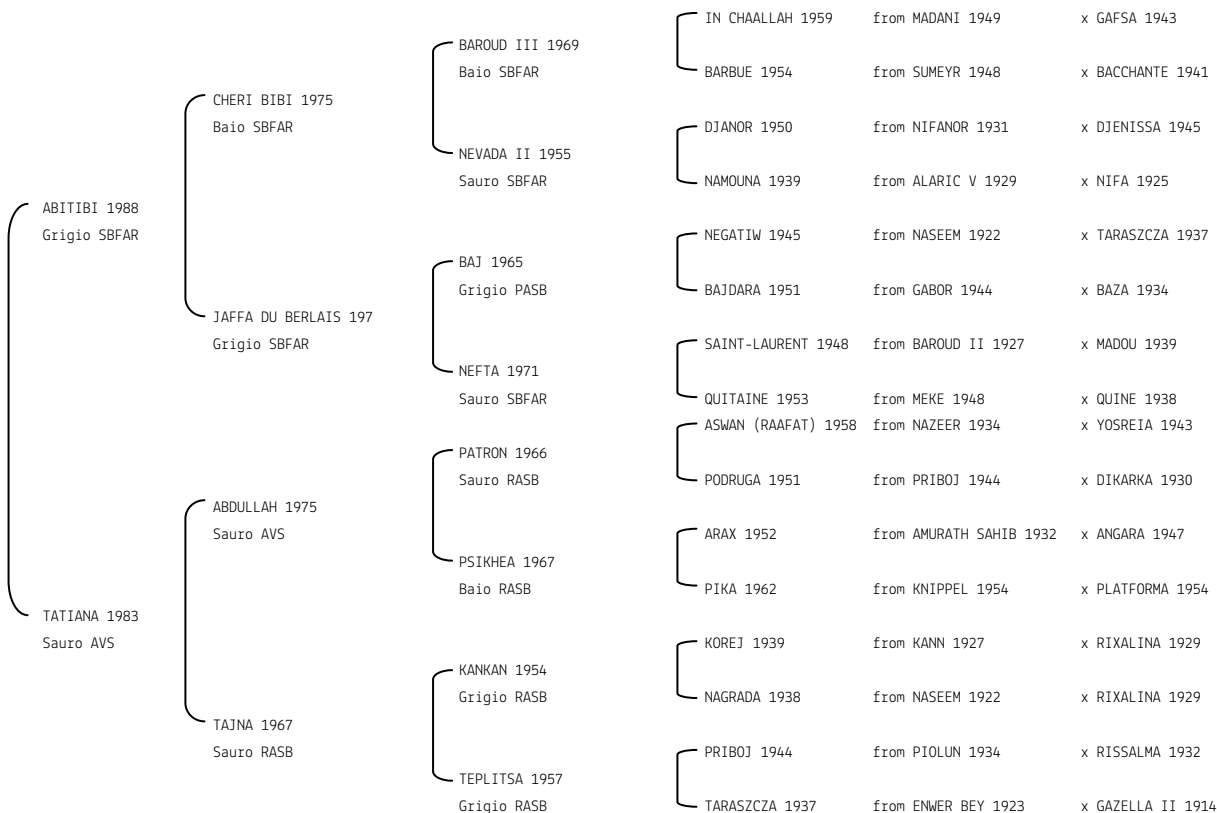 IN CHAALLAH 1959 from MADANI 1949 x GAFSA 1943
BAROUD III 1969
Baio SBFAR
BARBUE 1954 from SUMEYR 1948 x BACCHANTE 1941
CHERI BIBI 1975
Baio SBFAR
DJANOR 1950 from NIFANOR 1931 x DJENISSA 1945
NEVADA II 1955
Sauro SBFAR
NAMOUNA 1939 from ALARIC V 1929 x NIFA 1925
ABITIBI 1988
Grigio SBFAR
NEGATIW 1945 from NASEEM 1922 x TARASZCZA 1937
BAJ 1965
Grigio PASB
BAJDARA 1951 from GABOR 1944 x BAZA 1934
JAFFA DU BERLAIS 197
Grigio SBFAR
SAINT-LAURENT 1948 from BAROUD II 1927 x MADOU 1939
NEFTA 1971
Sauro SBFAR
QUITAINE 1953 from MEKE 1948 x QUINE 1938
ASWAN (RAAFAT) 1958 from NAZEER 1934 x YOSREIA 1943
PATRON 1966
Sauro RASB
PODRUGA 1951 from PRIBOJ 1944 x DIKARKA 1930
ABDULLAH 1975
Sauro AVS
ARAX 1952 from AMURATH SAHIB 1932 x ANGARA 1947
PSIKHEA 1967
Baio RASB
PIKA 1962 from KNIPPEL 1954 x PLATFORMA 1954
TATIANA 1983
Sauro AVS
KOREJ 1939 from KANN 1927 x RIXALINA 1929
KANKAN 1954
Grigio RASB
NAGRADA 1938 from NASEEM 1922 x RIXALINA 1929
TAJNA 1967
Sauro RASB
PRIBOJ 1944 from PIOLUN 1934 x RISSALMA 1932
TEPLITSA 1957
Grigio RASB
TARASZCZA 1937 from ENWER BEY 1923 x GAZELLA II 1914